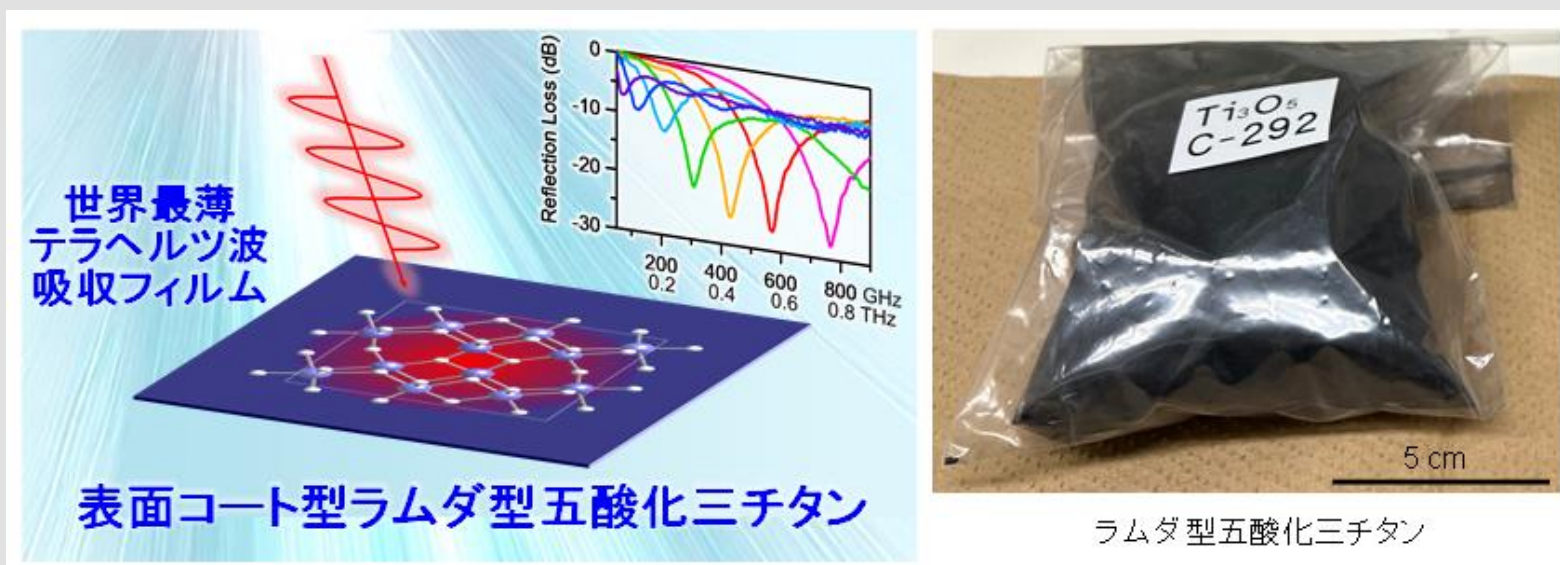 世界最薄
テラヘルツ波
吸収フィルム
Reflection Loss (dB)
0
-10
-20
-30
200 400 600 800 GHz
0.2 0.4 0.6 0.8 THz
表面コート型ラムダ型五酸化三チタン
Ti₃O₅
C-292
5 cm
ラムダ型五酸化三チタン